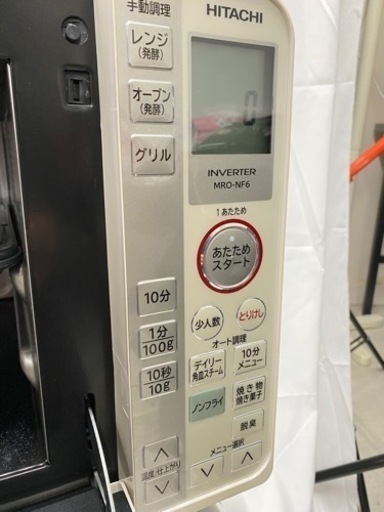 手動調理
HITACHI
レンジ
(発酵)
オーブン
(発酵)
グリル
0
INVERTER
MRO-NF6
1あたため
あたため
スタート
10分
1分
100g
10秒
10g
少人数
とりけし
オート調理
デイリー
角皿スチーム
10分
メニュー
ノンフライ
焼き物
焼き菓子
脱臭
メニュー選択
温度/仕上がり